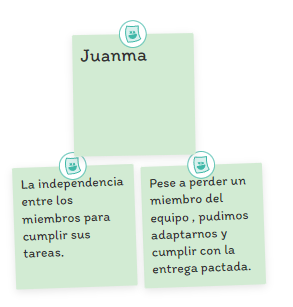 Juanma
La independencia
entre los
miembros para
cumplir sus
tareas.
Pese a perder un
miembro del
equipo , pudimos
adaptarnos y
cumplir con la
entrega pactada.